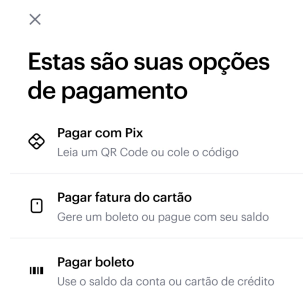 Estas são suas opções
de pagamento
Pagar com Pix
Leia um QR Code ou cole o código
Pagar fatura do cartão
Gere um boleto ou pague com seu saldo
Pagar boleto
Use o saldo da conta ou cartão de crédito